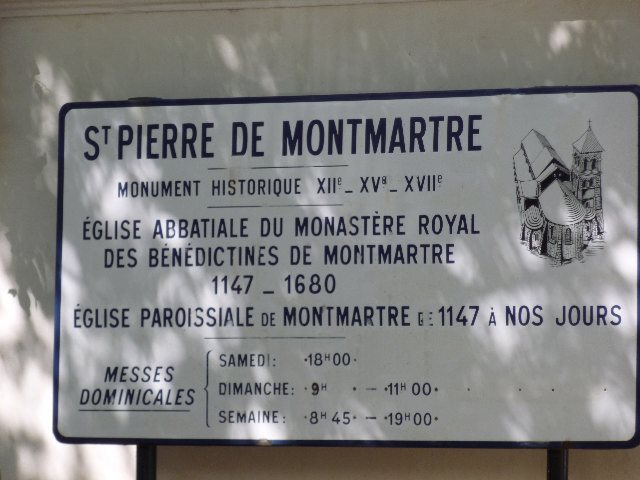 ST PIERRE DE MONTMARTRE
MONUMENT HISTORIQUE XIIe _ XVe _ XVIIe
ÉGLISE ABBATIALE DU MONASTÈRE ROYAL
DES BÉNÉDICTINES DE MONTMARTRE
1147 _ 1680
ÉGLISE PAROISSIALE DE MONTMARTRE DE 1147 À NOS JOURS
MESSES DOMINICALES
SAMEDI: ·18H00·
DIMANCHE: ·9H · – ·11H00·
SEMAINE: ·8H45· – ·19H00·